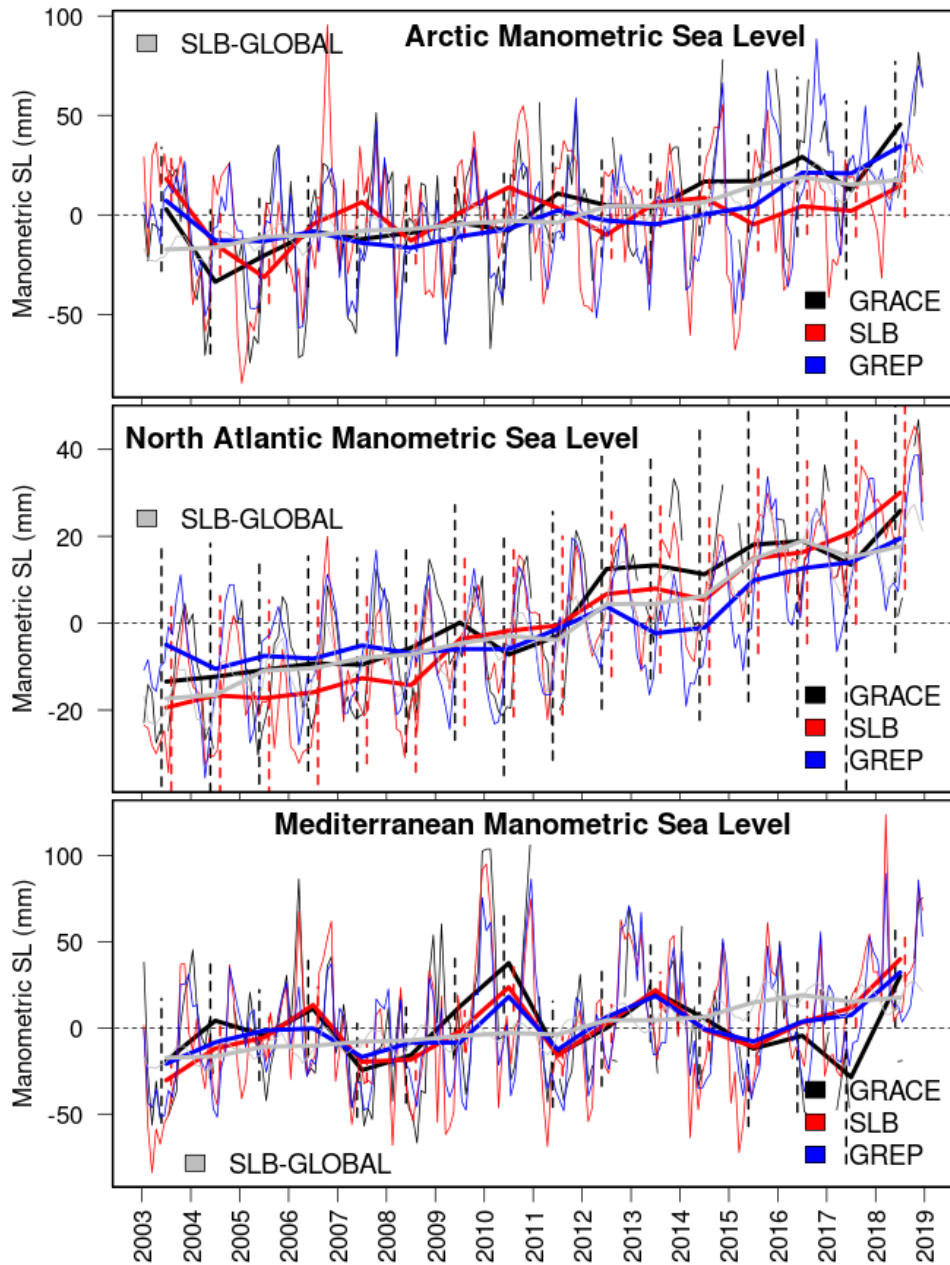 Arctic Manometric Sea Level
SLB-GLOBAL
Manometric SL (mm)
100
50
0
-50
GRACE
SLB
GREP
North Atlantic Manometric Sea Level
SLB-GLOBAL
Manometric SL (mm)
40
20
0
-20
GRACE
SLB
GREP
Mediterranean Manometric Sea Level
Manometric SL (mm)
100
50
0
-50
GRACE
SLB
GREP
SLB-GLOBAL
2003 2004 2005 2006 2007 2008 2009 2010 2011 2012 2013 2014 2015 2016 2017 2018 2019